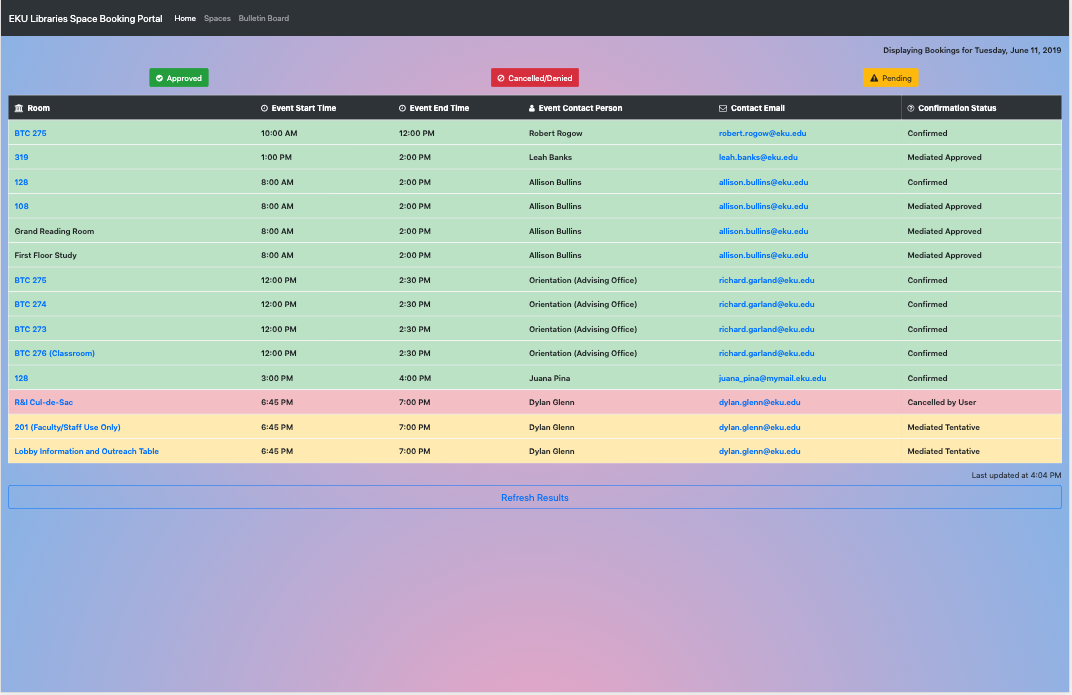 EKU Libraries Space Booking Portal Home Spaces Bulletin Board
Displaying Bookings for Tuesday, June 11, 2019
Approved Cancelled/Denied Pending
Room Event Start Time Event End Time Event Contact Person Contact Email Confirmation Status
BTC 275 10:00 AM 12:00 PM Robert Rogow robert.rogow@eku.edu Confirmed
319 1:00 PM 2:00 PM Leah Banks leah.banks@eku.edu Mediated Approved
128 8:00 AM 2:00 PM Allison Bullins allison.bullins@eku.edu Confirmed
108 8:00 AM 2:00 PM Allison Bullins allison.bullins@eku.edu Mediated Approved
Grand Reading Room 8:00 AM 2:00 PM Allison Bullins allison.bullins@eku.edu Mediated Approved
First Floor Study 8:00 AM 2:00 PM Allison Bullins allison.bullins@eku.edu Mediated Approved
BTC 275 12:00 PM 2:30 PM Orientation (Advising Office) richard.garland@eku.edu Confirmed
BTC 274 12:00 PM 2:30 PM Orientation (Advising Office) richard.garland@eku.edu Confirmed
BTC 273 12:00 PM 2:30 PM Orientation (Advising Office) richard.garland@eku.edu Confirmed
BTC 276 (Classroom) 12:00 PM 2:30 PM Orientation (Advising Office) richard.garland@eku.edu Confirmed
128 3:00 PM 4:00 PM Juana Pina juana_pina@mymail.eku.edu Confirmed
R&I Cul-de-Sac 6:45 PM 7:00 PM Dylan Glenn dylan.glenn@eku.edu Cancelled by User
201 (Faculty/Staff Use Only) 6:45 PM 7:00 PM Dylan Glenn dylan.glenn@eku.edu Mediated Tentative
Lobby Information and Outreach Table 6:45 PM 7:00 PM Dylan Glenn dylan.glenn@eku.edu Mediated Tentative
Last updated at 4:04 PM
Refresh Results